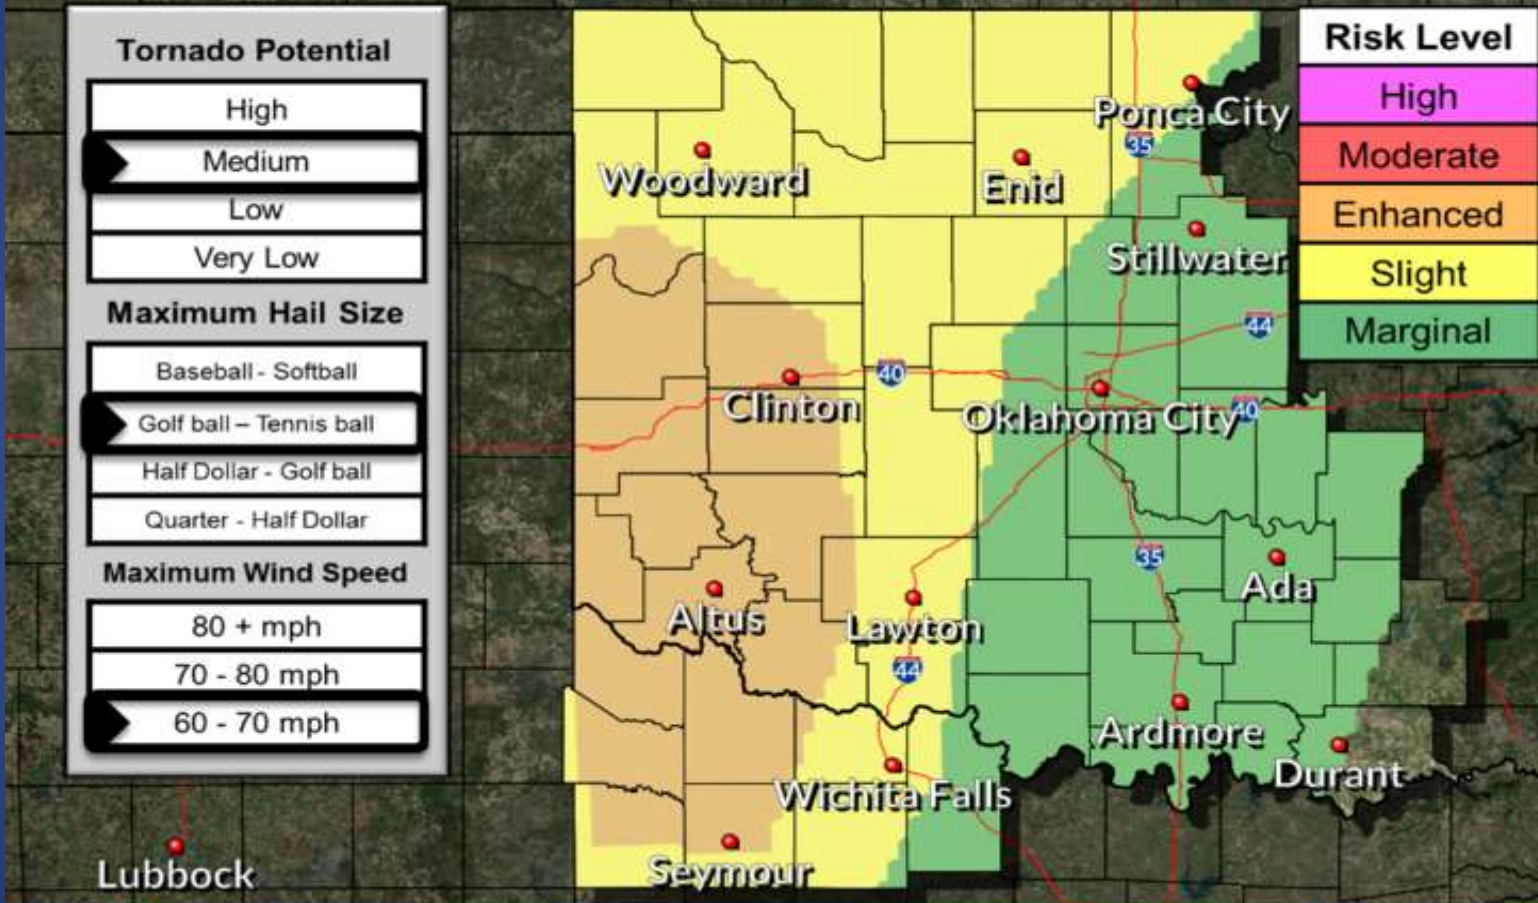 Tornado Potential
High
Medium
Low
Very Low
Maximum Hail Size
Baseball - Softball
Golf ball – Tennis ball
Half Dollar - Golf ball
Quarter - Half Dollar
Maximum Wind Speed
80 + mph
70 - 80 mph
60 - 70 mph
Risk Level
High
Moderate
Enhanced
Slight
Marginal
Ponca City
35
Woodward
Enid
Stillwater
44
40
Clinton
Oklahoma City
40
35
Ada
Altus
Lawton
44
Ardmore
Durant
Wichita Falls
Lubbock
Seymour